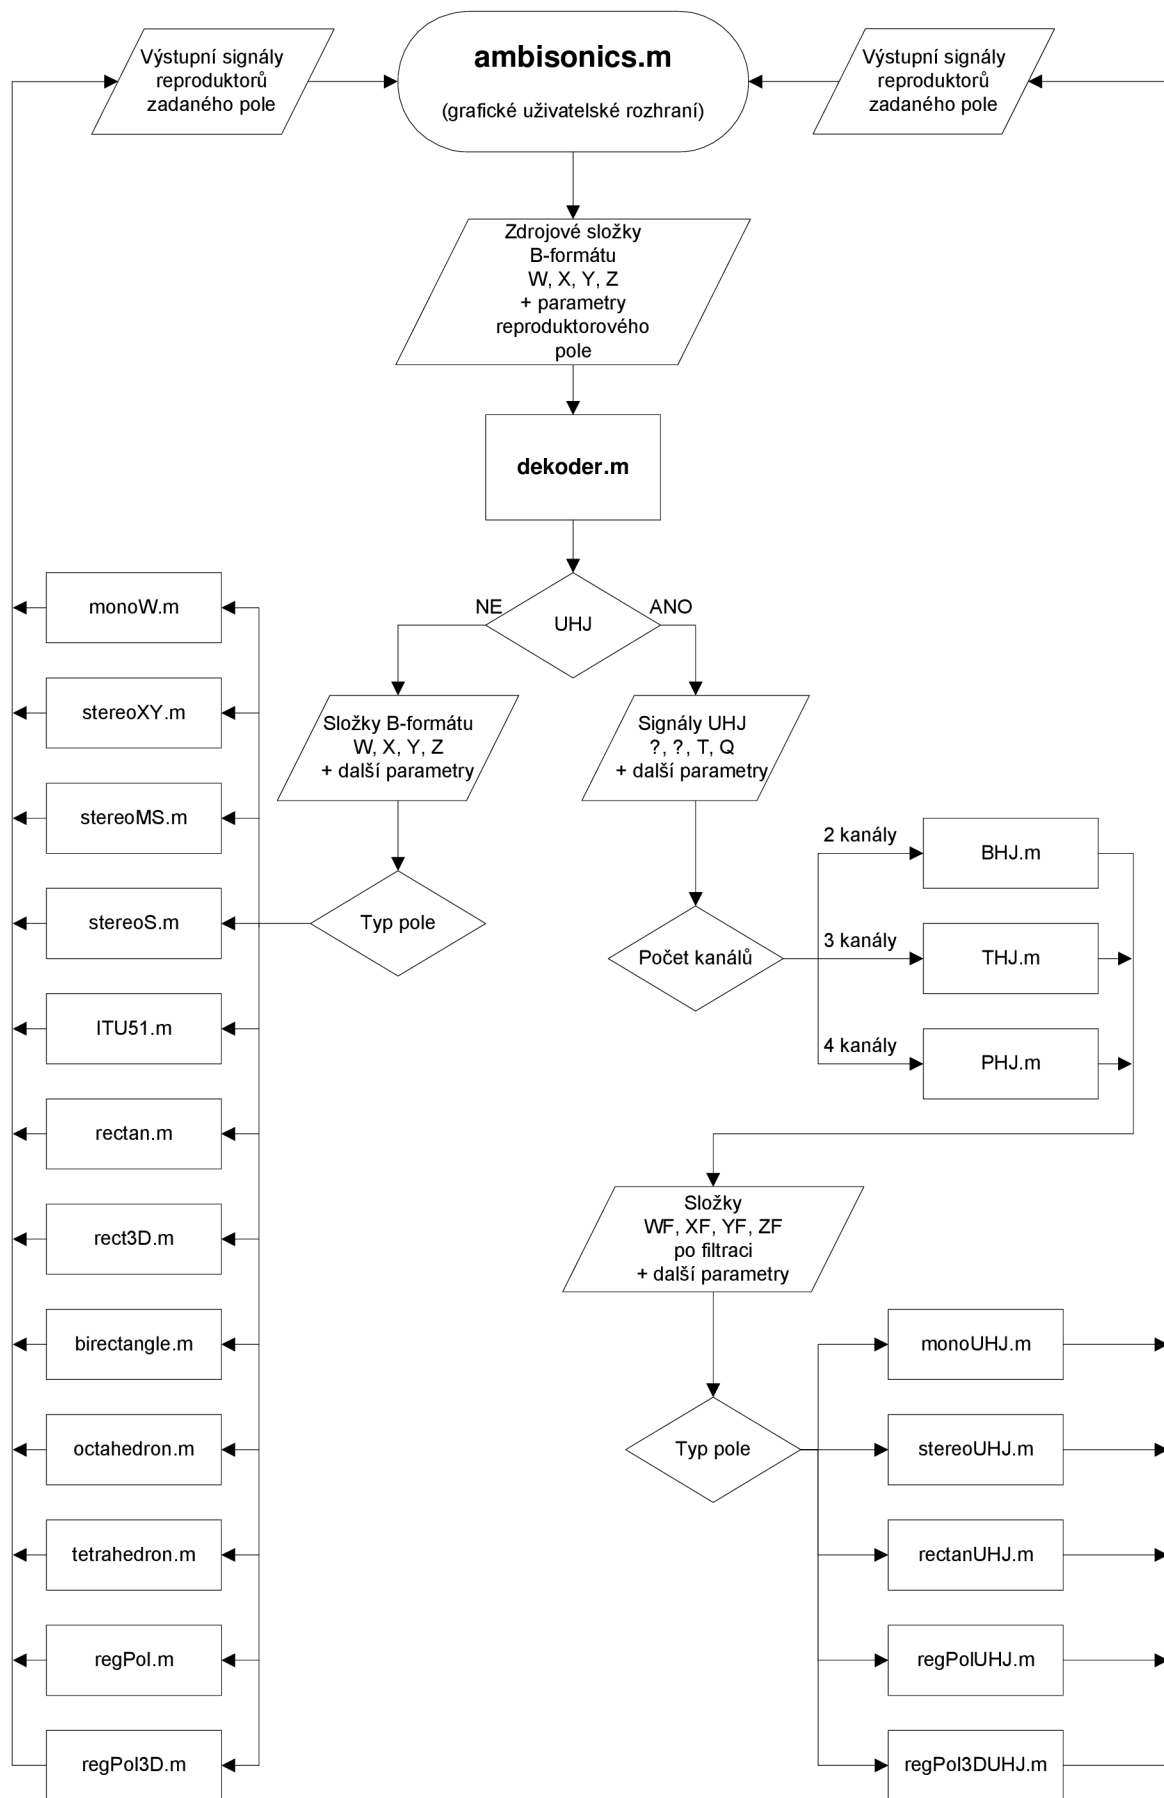 Výstupní signály
reproduktorů
zadaného pole
ambisonics.m
(grafické uživatelské rozhraní)
Výstupní signály
reproduktorů
zadaného pole
Zdrojové složky
B-formátu
W, X, Y, Z
+ parametry
reproduktorového
pole
dekoder.m
UHJ
NE
ANO
Složky B-formátu
W, X, Y, Z
+ další parametry
Signály UHJ
?, ?, T, Q
+ další parametry
Typ pole
monoW.m
stereoXY.m
stereoMS.m
stereoS.m
ITU51.m
rectan.m
rect3D.m
birectangle.m
octahedron.m
tetrahedron.m
regPol.m
regPol3D.m
Počet kanálů
2 kanály
BHJ.m
3 kanály
THJ.m
4 kanály
PHJ.m
Složky
WF, XF, YF, ZF
po filtraci
+ další parametry
Typ pole
monoUHJ.m
stereoUHJ.m
rectanUHJ.m
regPolUHJ.m
regPol3DUHJ.m